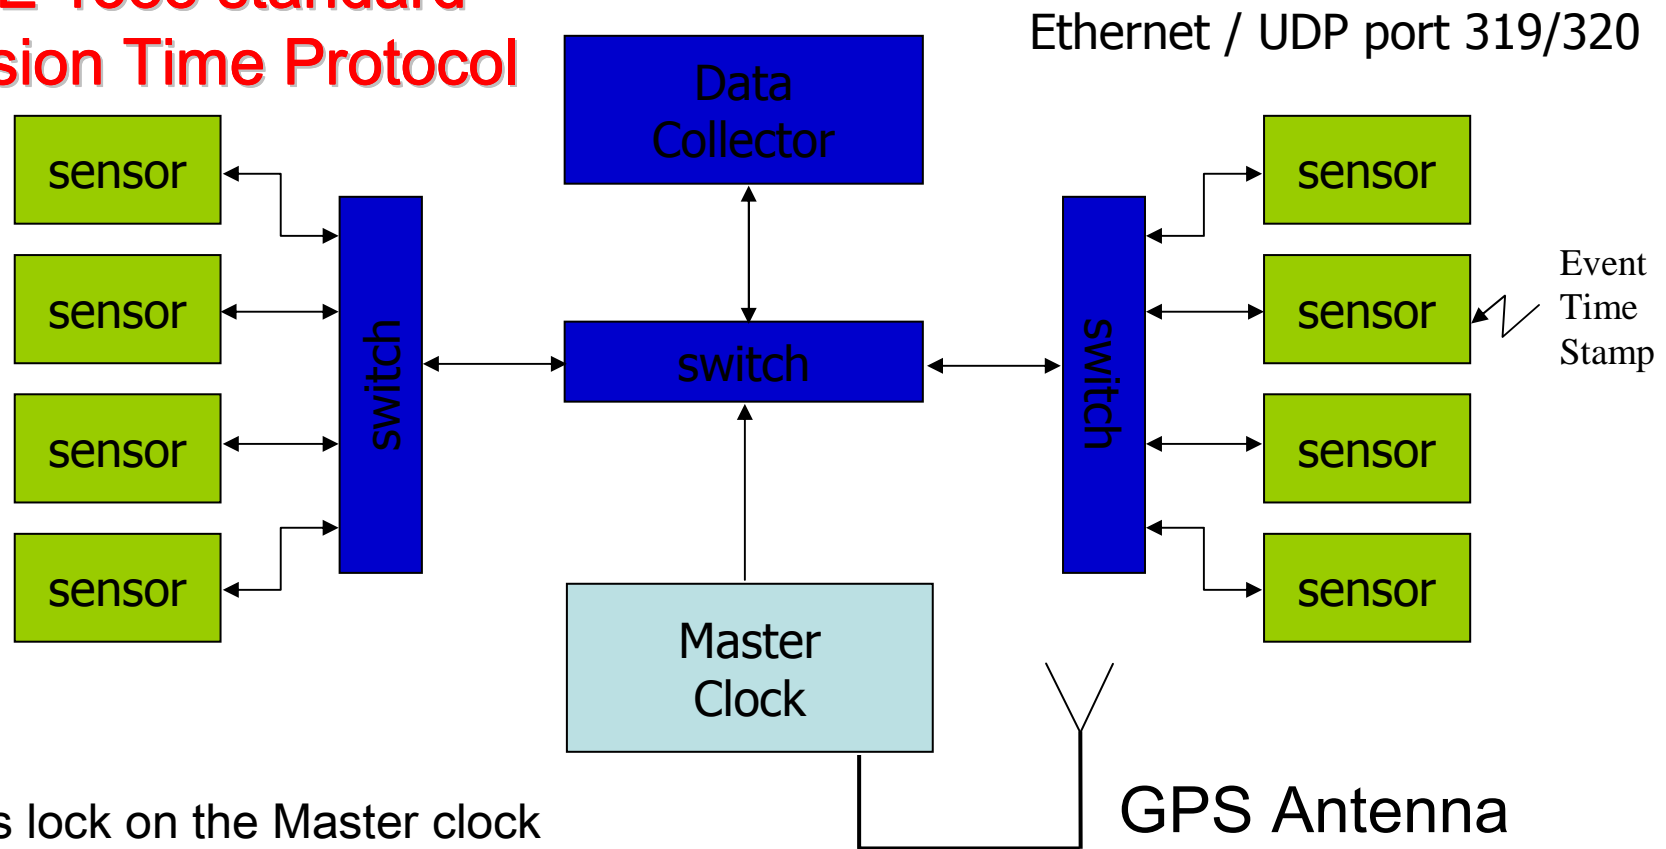 standard
Time Protocol
Ethernet / UDP port 319/320
Data
Collector
sensor
sensor
sensor
sensor
switch
switch
switch
sensor
sensor
sensor
sensor
Event
Time
Stamp
Master
Clock
lock on the Master clock
GPS Antenna